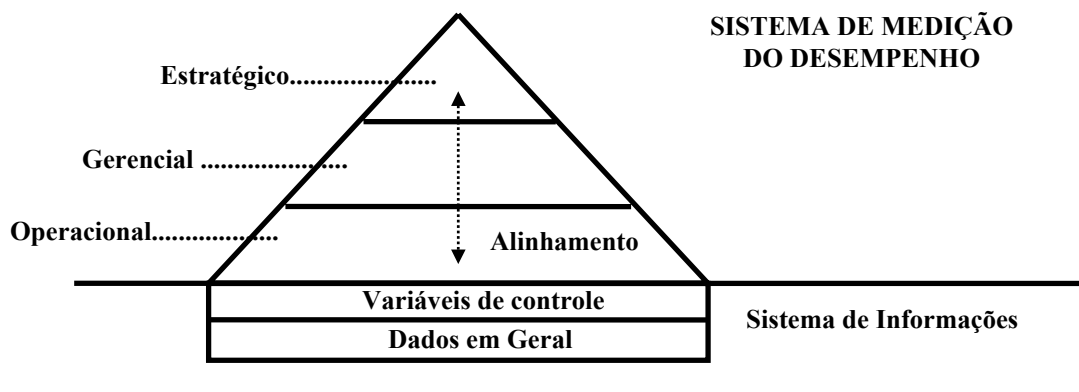 SISTEMA DE MEDIÇÃO
DO DESEMPENHO
Estratégico......................
Gerencial ......................
Operacional...................
Alinhamento
Variáveis de controle
Dados em Geral
Sistema de Informações